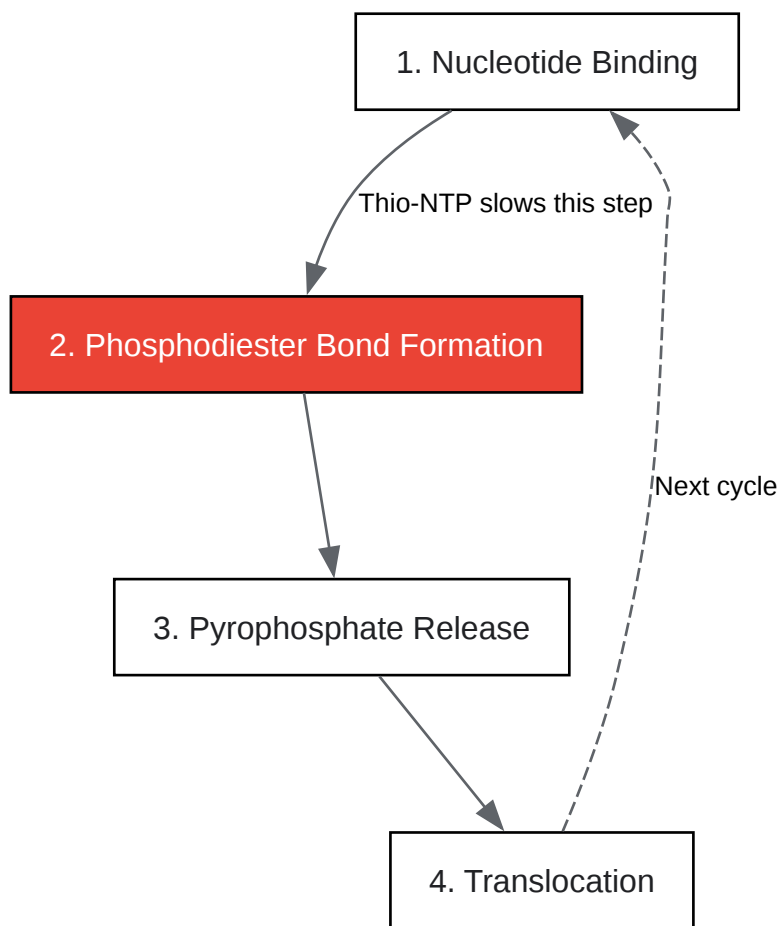 1. Nucleotide Binding
Thio-NTP slows this step
2. Phosphodiester Bond Formation
Next cycle
3. Pyrophosphate Release
4. Translocation